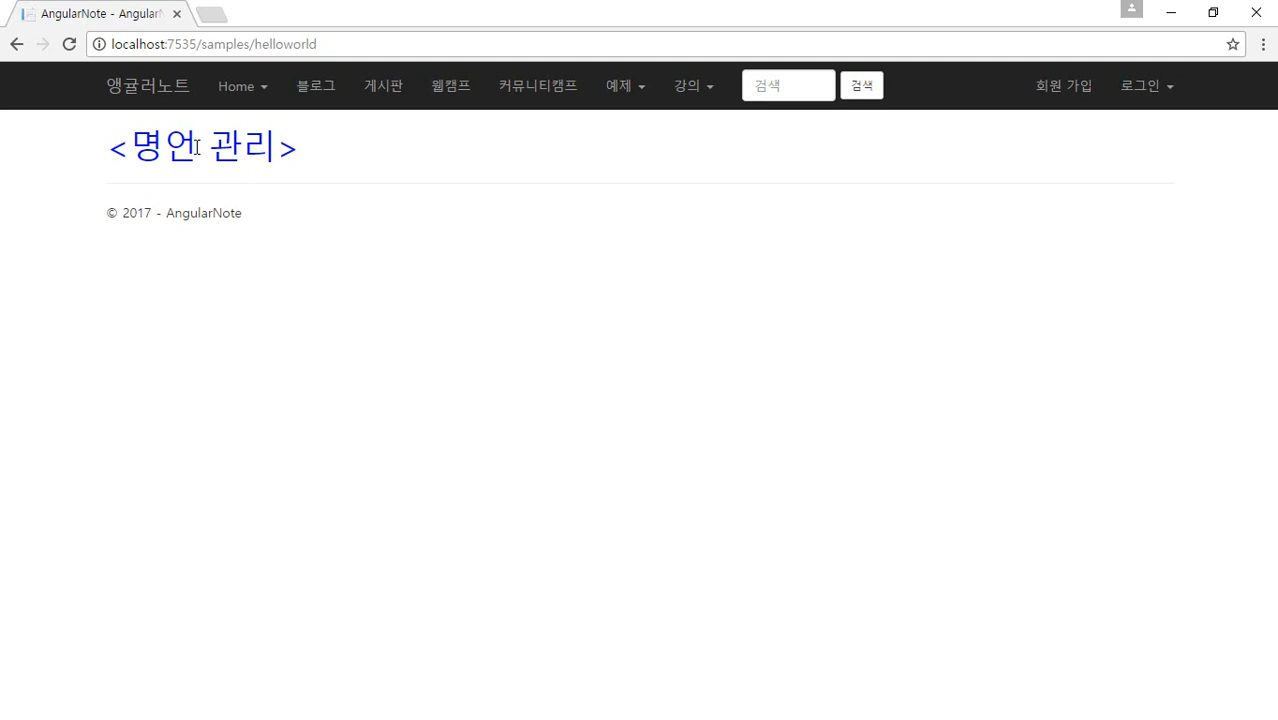 AngularNote - Angular
localhost:7535/samples/helloworld
앵귤러노트 Home 블로그 게시판 웹캠프 커뮤니티캠프 예제 강의 검색 검색 회원 가입 로그인
<명언 관리>
© 2017 - AngularNote